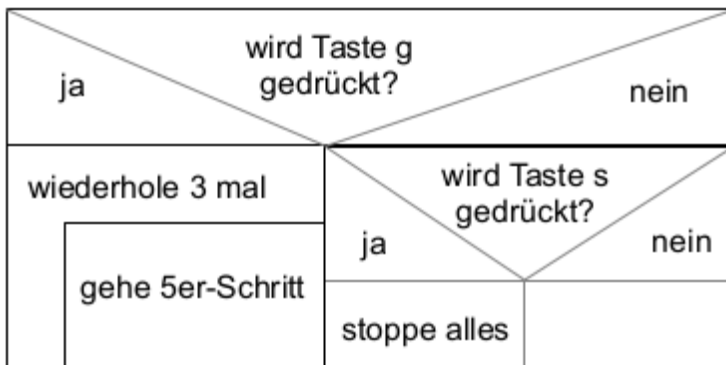 wird Taste g
gedrückt?
ja
nein
wiederhole 3 mal
gehe 5er-Schritt
wird Taste s
gedrückt?
ja
nein
stoppe alles